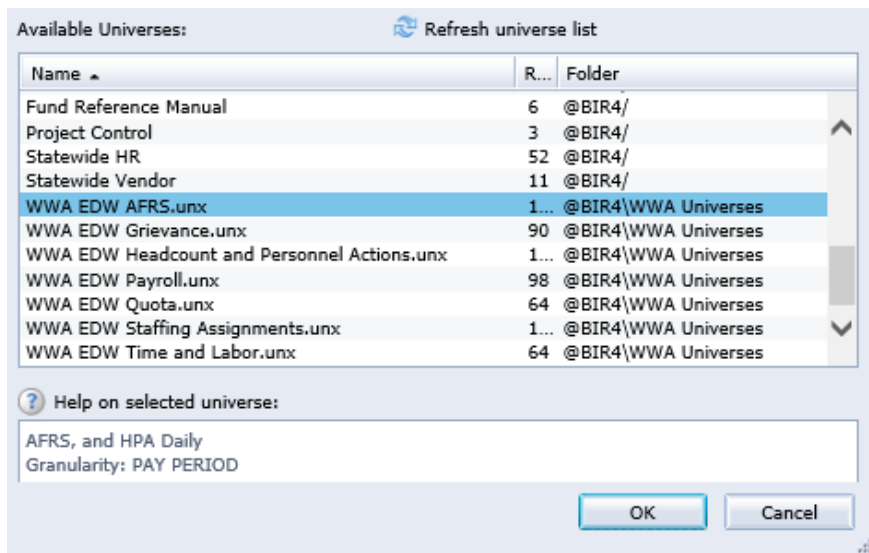 Available Universes: Refresh universe list
Name R... Folder
Fund Reference Manual 6 @BIR4/
Project Control 3 @BIR4/
Statewide HR 52 @BIR4/
Statewide Vendor 11 @BIR4/
WWA EDW AFRS.unx 1... @BIR4\WWA Universes
WWA EDW Grievance.unx 90 @BIR4\WWA Universes
WWA EDW Headcount and Personnel Actions.unx 1... @BIR4\WWA Universes
WWA EDW Payroll.unx 98 @BIR4\WWA Universes
WWA EDW Quota.unx 64 @BIR4\WWA Universes
WWA EDW Staffing Assignments.unx 1... @BIR4\WWA Universes
WWA EDW Time and Labor.unx 64 @BIR4\WWA Universes
? Help on selected universe:
AFRS, and HPA Daily
Granularity: PAY PERIOD
OK Cancel